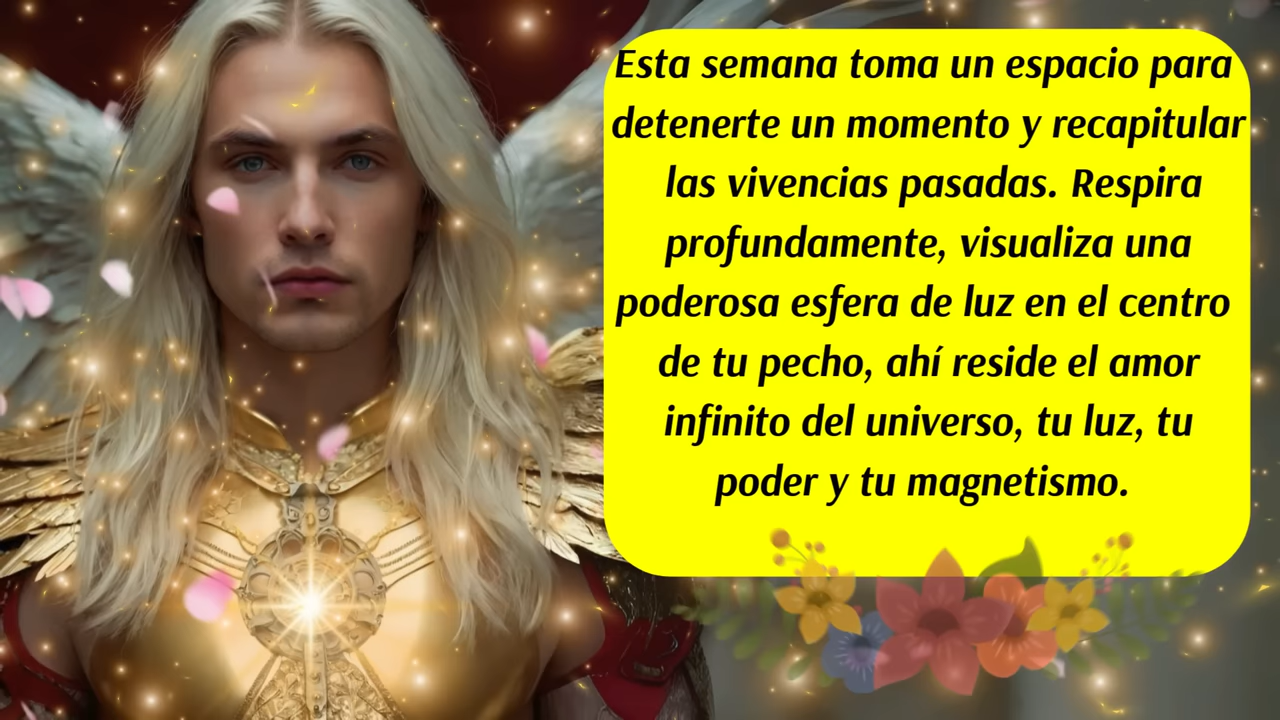 Esta semana toma un espacio para
detenerte un momento y recapitular
las vivencias pasadas. Respira
profundamente, visualiza una
poderosa esfera de luz en el centro
de tu pecho, ahí reside el amor
infinito del universo, tu luz, tu
poder y tu magnetismo.